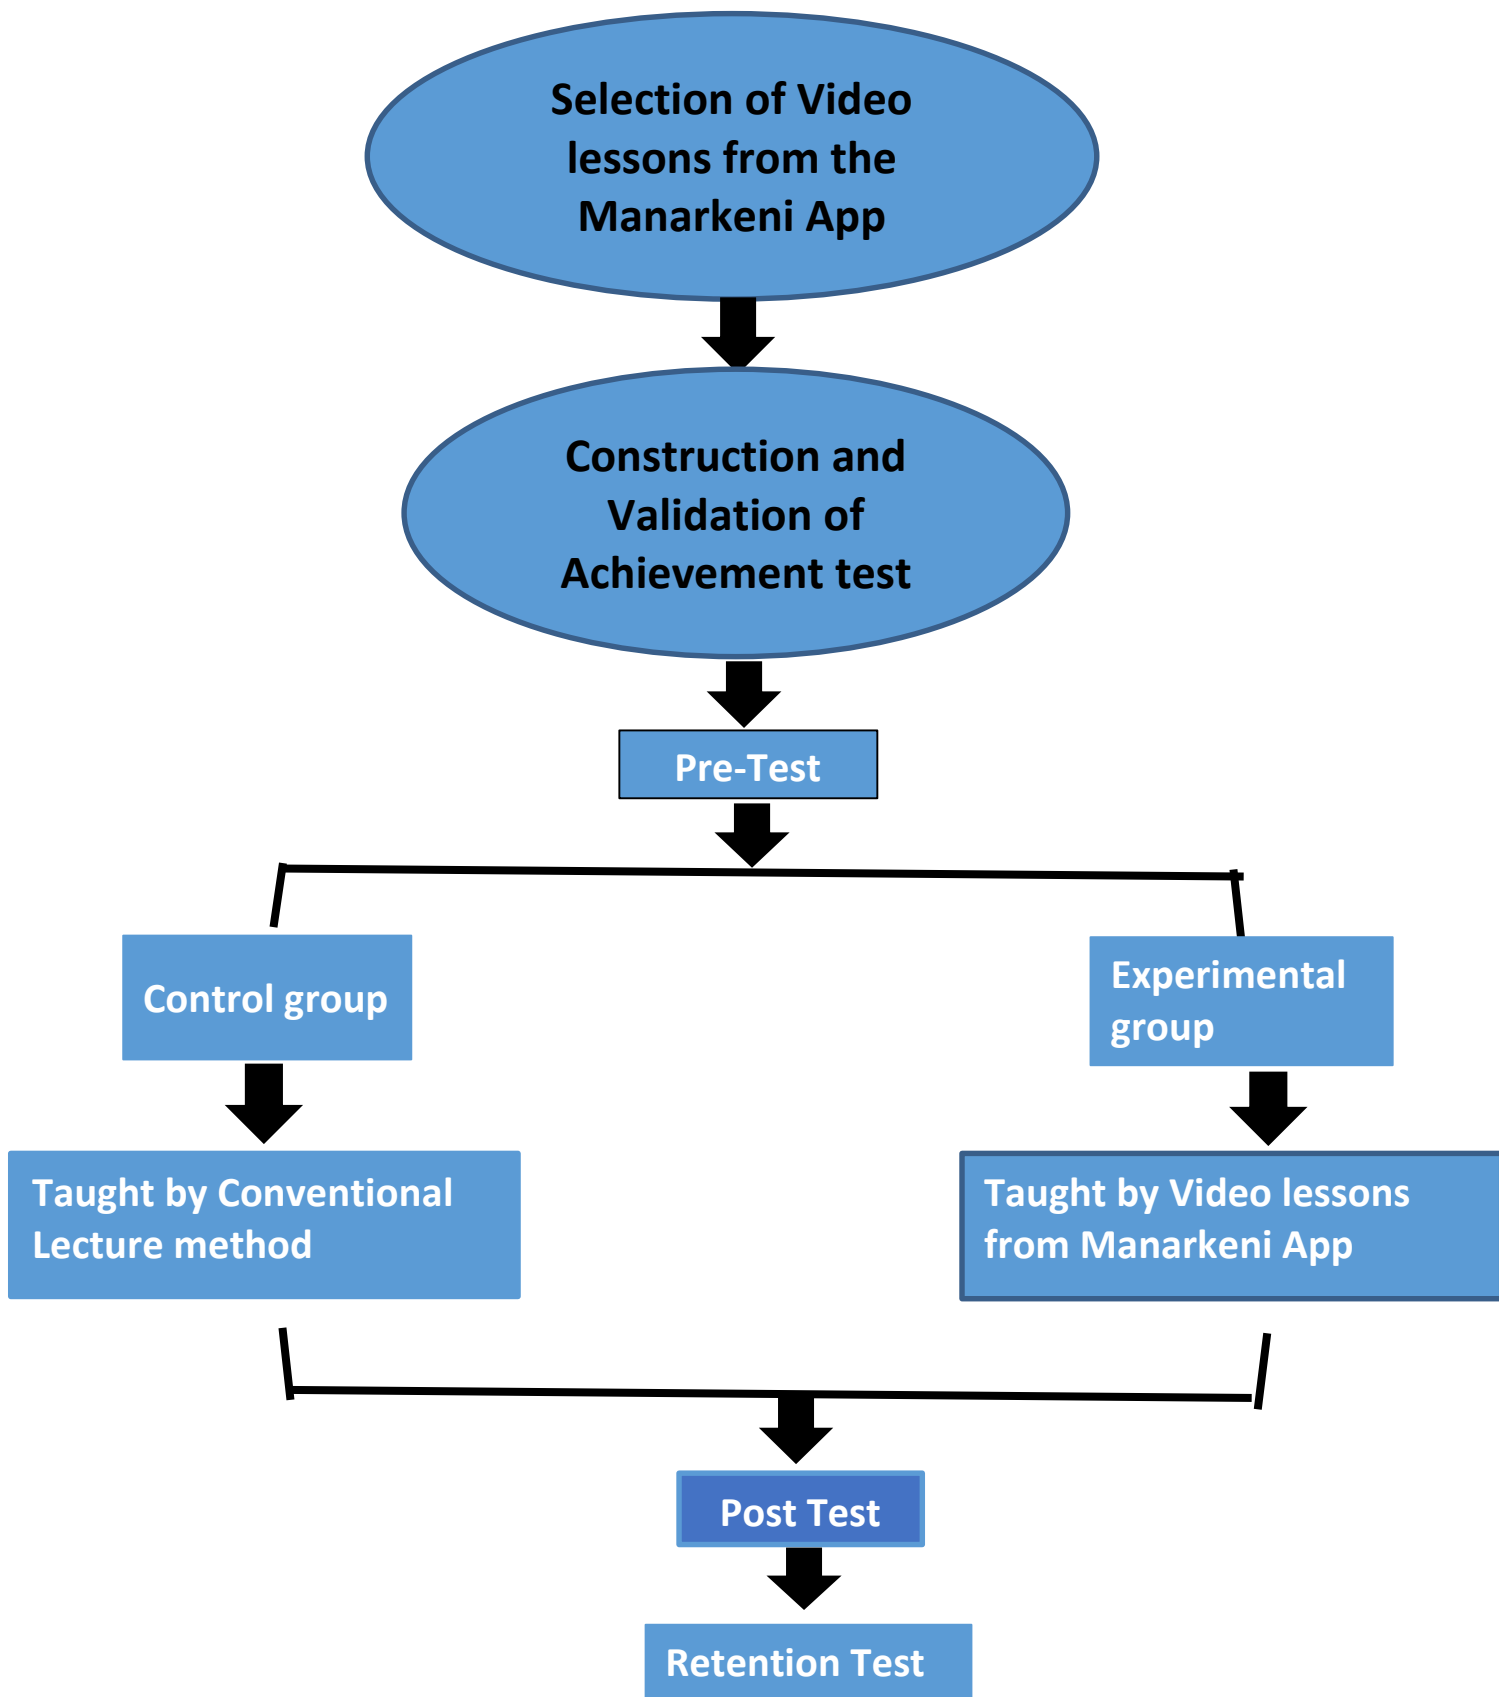 Selection of Video
lessons from the
Manarkeni App
Construction and
Validation of
Achievement test
Pre-Test
Control group
Experimental
group
Taught by Conventional
Lecture method
Taught by Video lessons
from Manarkeni App
Post Test
Retention Test